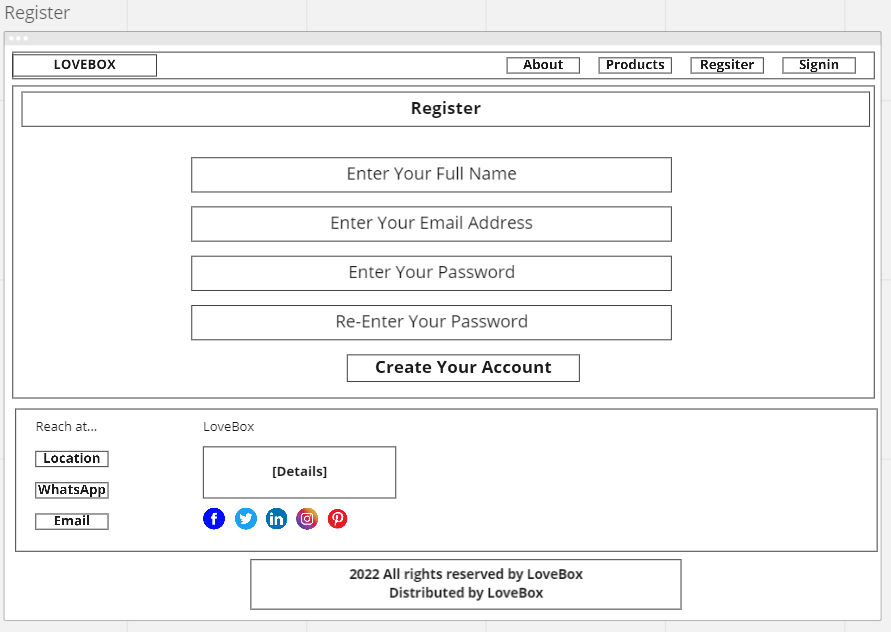 Register
LOVEBOX
About
Products
Regsiter
Signin
Register
Enter Your Full Name
Enter Your Email Address
Enter Your Password
Re-Enter Your Password
Create Your Account
Reach at...
LoveBox
Location
[Details]
WhatsApp
Email
2022 All rights reserved by LoveBox
Distributed by LoveBox